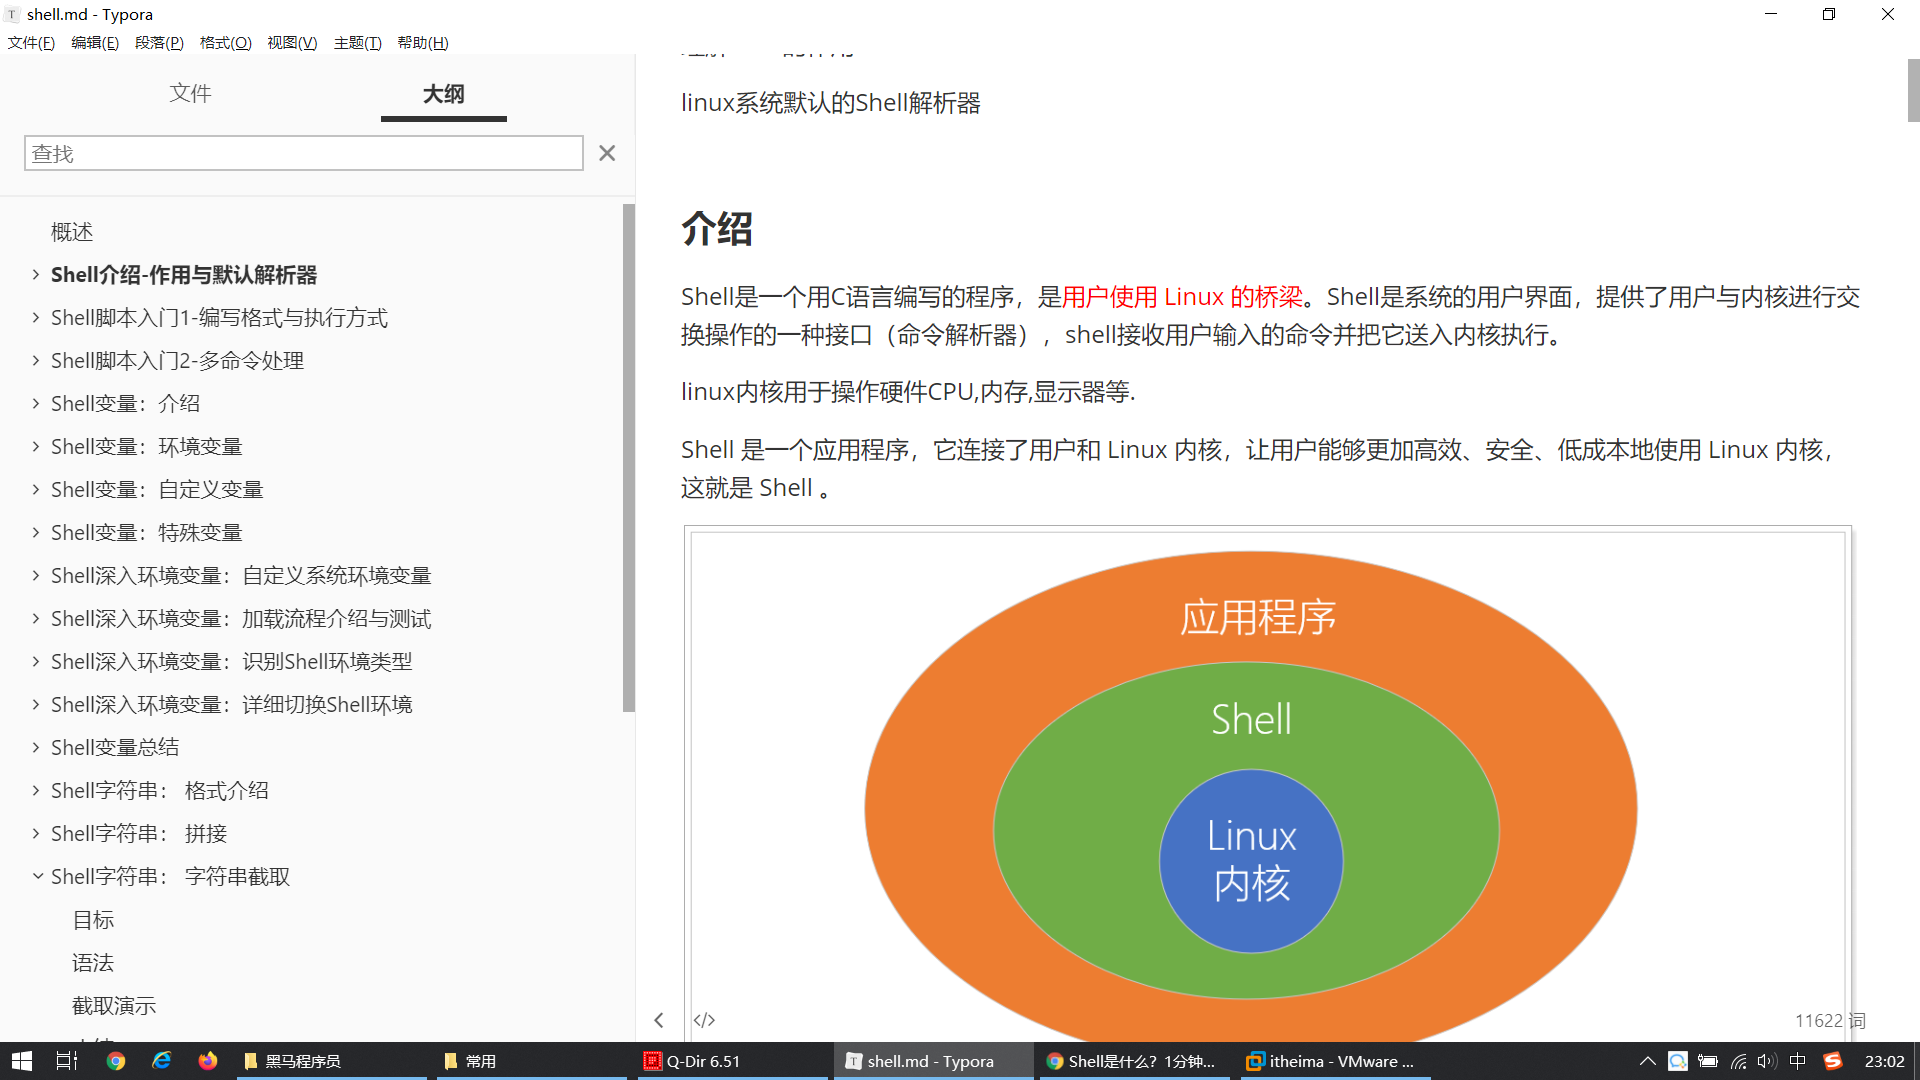 shell.md - Typora
文件(F) 编辑(E) 段落(P) 格式(O) 视图(V) 主题(T) 帮助(H)
文件 大纲
查找
概述
Shell介绍-作用与默认解析器
Shell脚本入门1-编写格式与执行方式
Shell脚本入门2-多命令处理
Shell变量：介绍
Shell变量：环境变量
Shell变量：自定义变量
Shell变量：特殊变量
Shell深入环境变量：自定义系统环境变量
Shell深入环境变量：加载流程介绍与测试
Shell深入环境变量：识别Shell环境类型
Shell深入环境变量：详细切换Shell环境
Shell变量总结
Shell字符串： 格式介绍
Shell字符串： 拼接
Shell字符串： 字符串截取
目标
语法
截取演示
linux系统默认的Shell解析器
介绍
Shell是一个用C语言编写的程序，是用户使用 Linux 的桥梁。Shell是系统的用户界面，提供了用户与内核进行交
换操作的一种接口（命令解析器），shell接收用户输入的命令并把它送入内核执行。
linux内核用于操作硬件CPU,内存,显示器等.
Shell 是一个应用程序，它连接了用户和 Linux 内核，让用户能够更加高效、安全、低成本地使用 Linux 内核，
这就是 Shell 。
应用程序
Shell
Linux
内核
</> 11622 词
黑马程序员 常用 Q-Dir 6.51 shell.md - Typora Shell是什么？1分钟... itheima - VMware ... 中 23:02